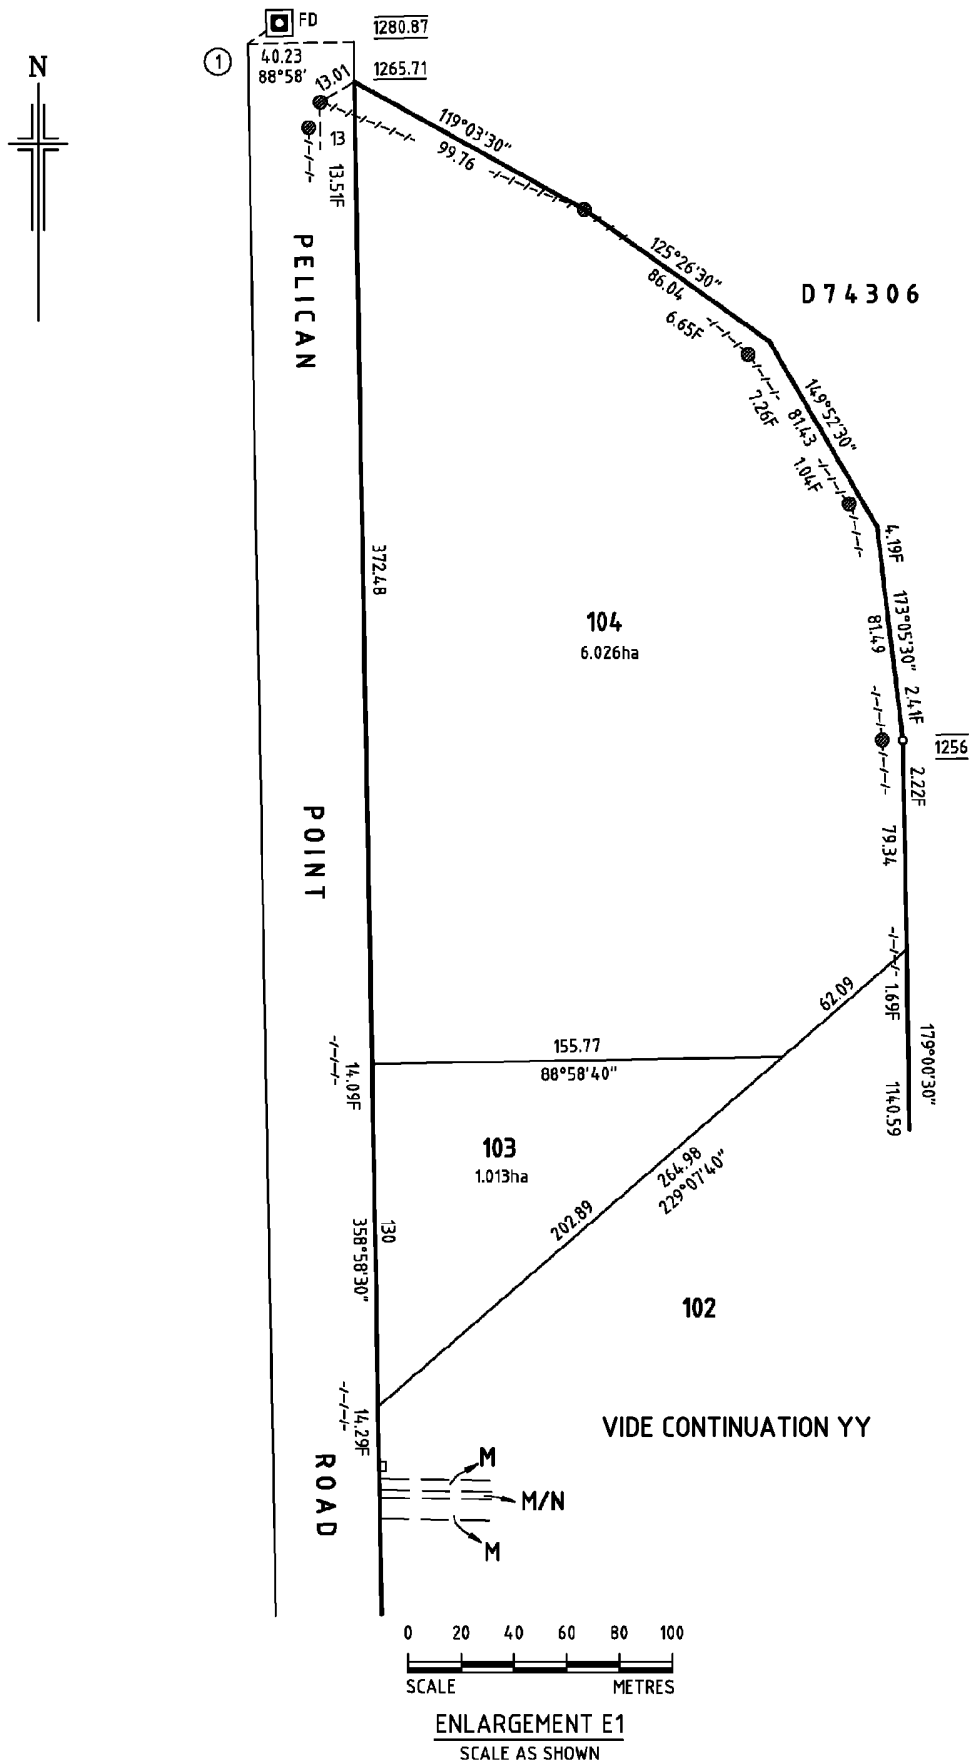 FD
1280.87
1
40.23
88°58'
1265.71
N
13.01
13
13.51F
119°03'30"
99.76
PELICAN
125°26'30"
86.04
D74306
6.65F
7.26F
149°52'30"
81.43
1.04F
4.19F
372.48
173°05'30"
81.49
104
6.026ha
2.41F
1256
2.22F
POINT
79.34
1.69F
62.09
155.77
88°58'40"
14.09F
179°00'30"
1140.59
103
1.013ha
264.98
229°07'40"
202.89
130
358°58'30"
102
14.29F
VIDE CONTINUATION YY
ROAD
M
M/N
M
0 20 40 60 80 100
SCALE METRES
ENLARGEMENT E1
SCALE AS SHOWN